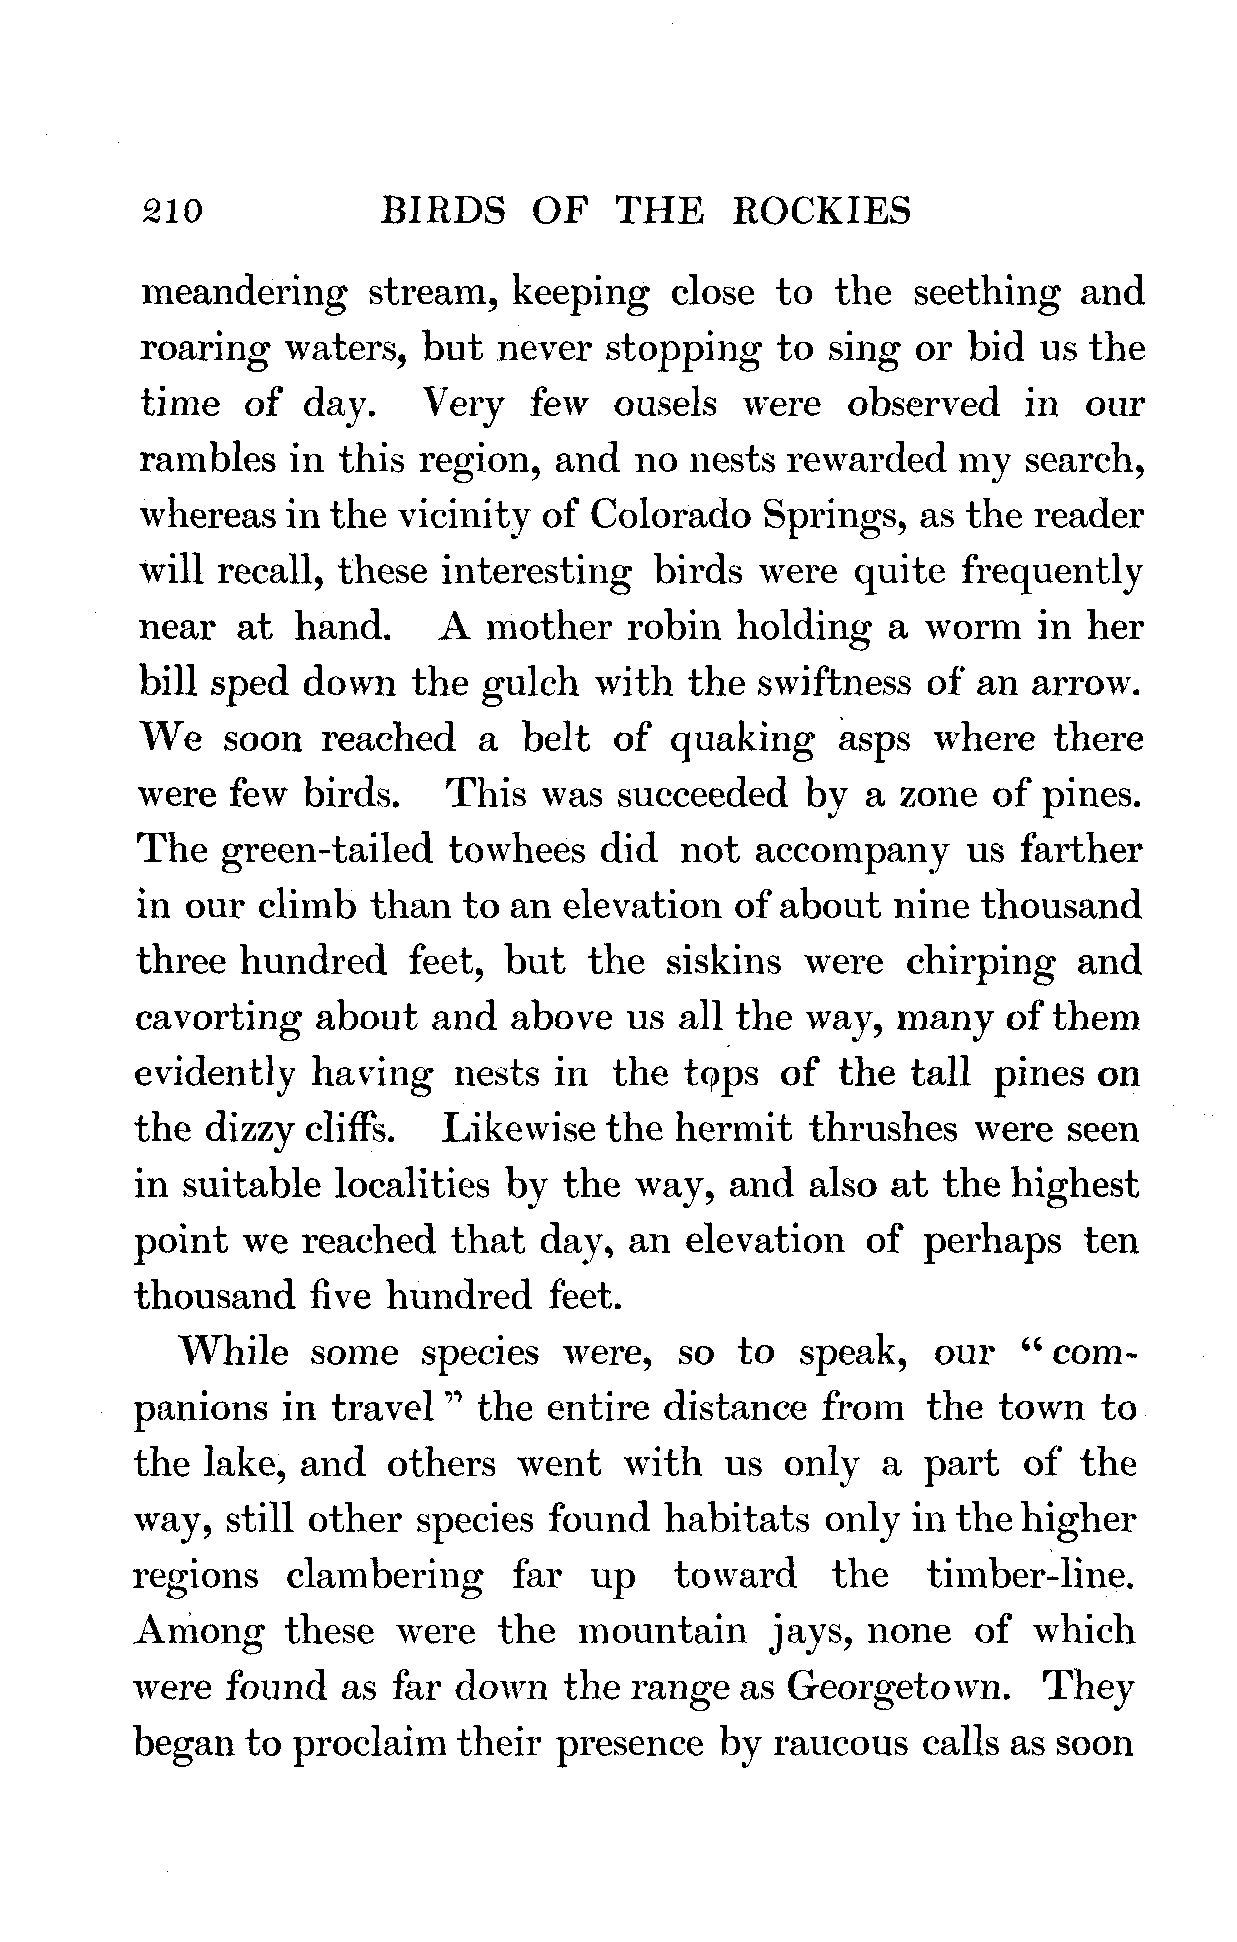 210 BIRDS OF THE ROCKIES
meandering stream, keeping close to the seething and
roaring waters, but never stopping to sing or bid us the
time of day. Very few ousels were observed in our
rambles in this region, and no nests rewarded my search,
whereas in the vicinity of Colorado Springs, as the reader
will recall, these interesting birds were quite frequently
near at hand. A mother robin holding a worm in her
bill sped down the gulch with the swiftness of an arrow.
We soon reached a belt of quaking asps where there
were few birds. This was succeeded by a zone of pines.
The green-tailed towhees did not accompany us farther
in our climb than to an elevation of about nine thousand
three hundred feet, but the siskins were chirping and
cavorting about and above us all the way, many of them
evidently having nests in the tops of the tall pines on
the dizzy cliffs. Likewise the hermit thrushes were seen
in suitable localities by the way, and also at the highest
point we reached that day, an elevation of perhaps ten
thousand five hundred feet.
While some species were, so to speak, our “ com-
panions in travel ” the entire distance from the town to
the lake, and others went with us only a part of the
way, still other species found habitats only in the higher
regions clambering far up toward the timber-line.
Among these were the mountain jays, none of which
were found as far down the range as Georgetown. They
began to proclaim their presence by raucous calls as soon